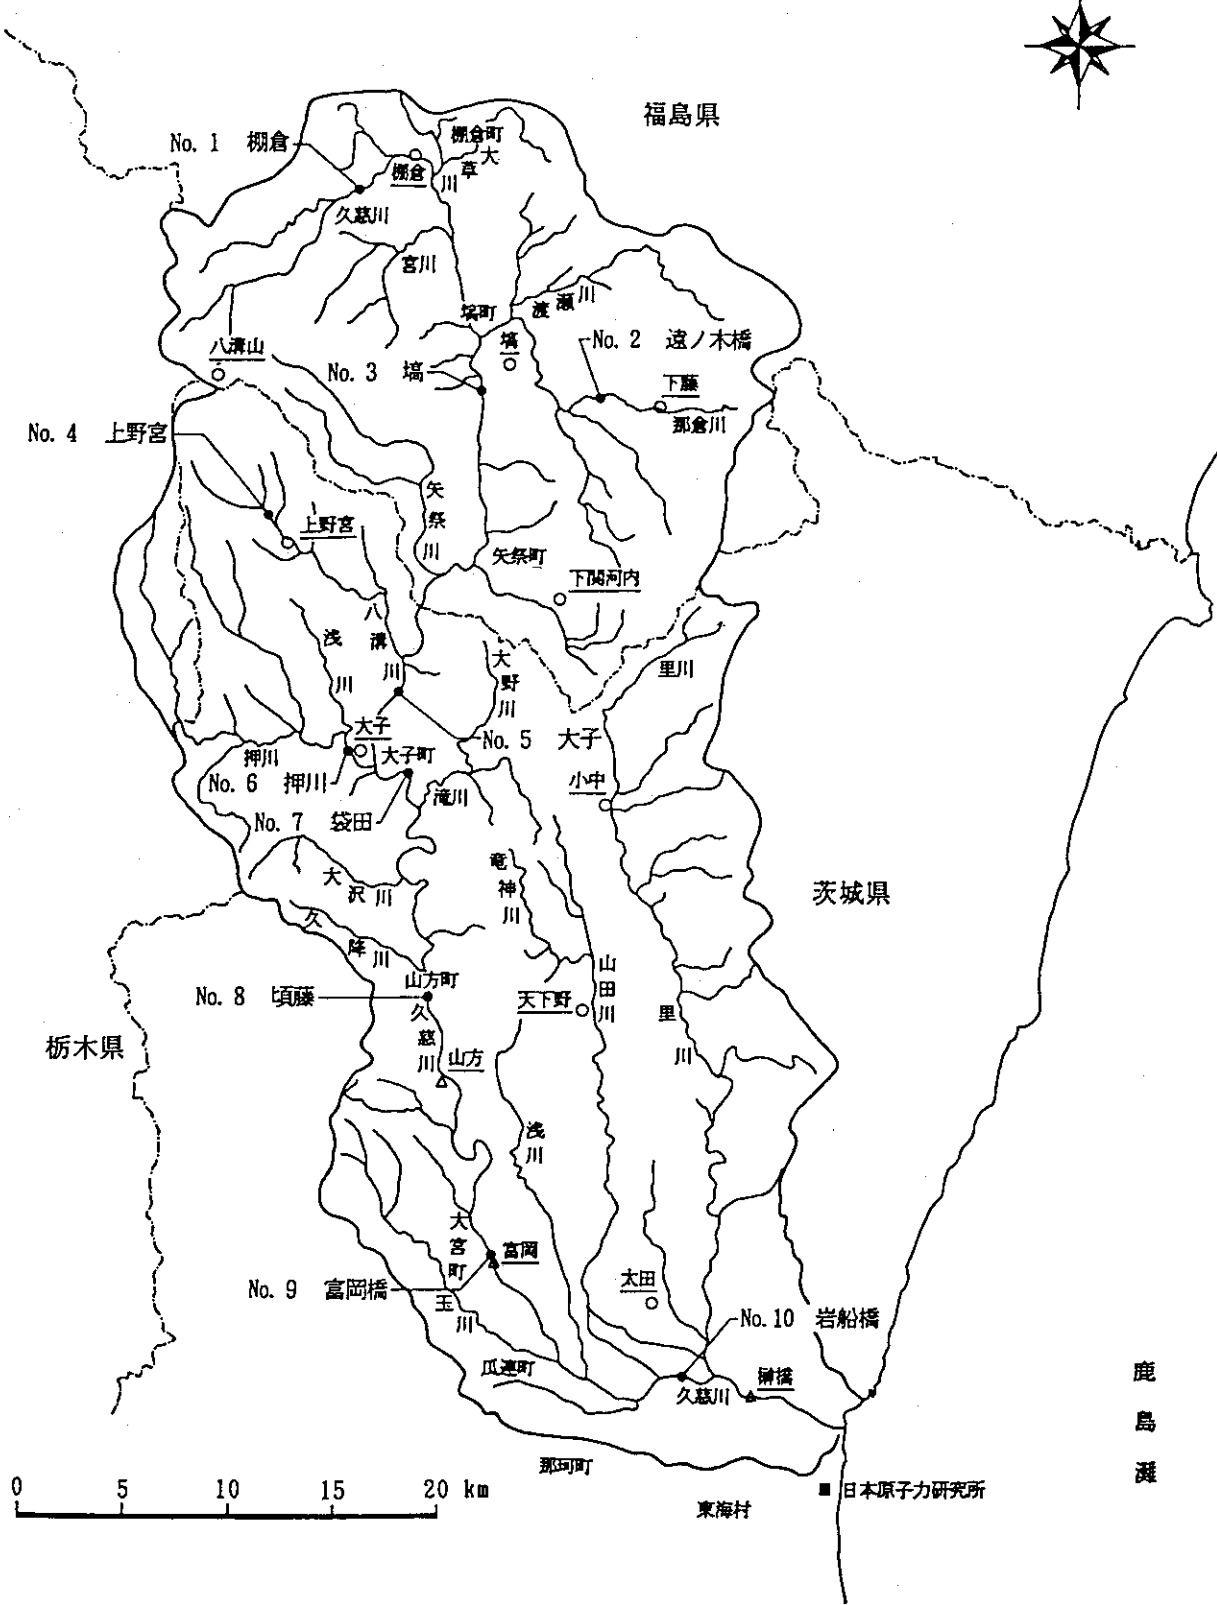 福島県
No. 1 棚倉
棚倉町
棚倉
大草川
久慈川
宮川
塙町
渡瀬川
塙
No. 2 遠ノ木橋
八溝山
No. 3 塙
下藤
那倉川
No. 4 上野宮
矢祭川
上野宮
矢祭町
下関河内
八溝川
浅川
大野川
里川
大子
No. 5 大子
押川
大子町
No. 6 押川
小中
滝川
No. 7 袋田
竜神川
大沢川
茨城県
久隆川
山方町
山田川
No. 8 頃藤
天下野
久慈川
里川
栃木県
山方
浅川
大宮町
富岡
No. 9 富岡橋
太田
玉川
No. 10 岩船橋
瓜連町
久慈川
榊橋
鹿島灘
那珂町
0 5 10 15 20 km
日本原子力研究所
東海村